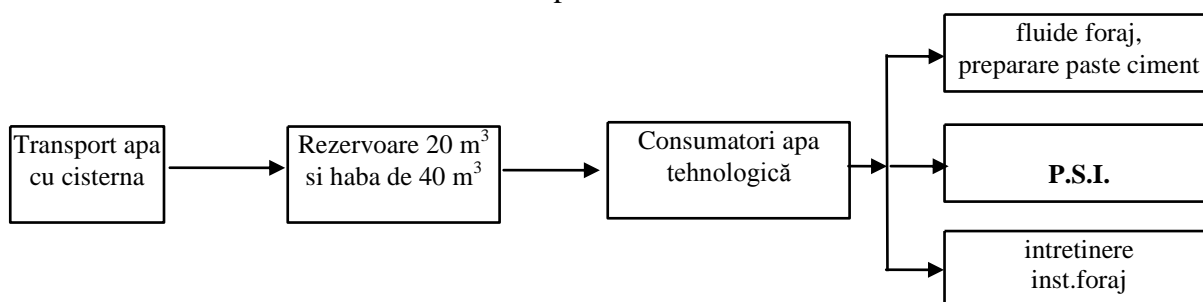 Transport apa
cu cisterna
Rezervoare 20 m³
si haba de 40 m³
Consumatori apa
tehnologică
fluide foraj,
preparare paste ciment
P.S.I.
intretinere
inst.foraj